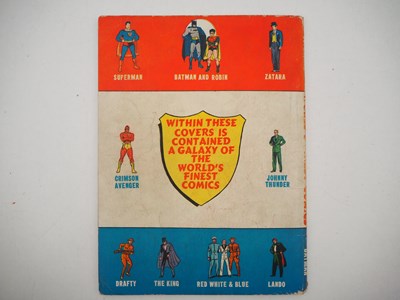 SUPERMAN
BATMAN AND ROBIN
ZATARA
WITHIN THESE
COVERS IS
CONTAINED
A GALAXY OF
THE
WORLD'S
FINEST
COMICS
CRIMSON
AVENGER
JOHNNY
THUNDER
DRAFTY
THE KING
RED WHITE & BLUE
LANDO